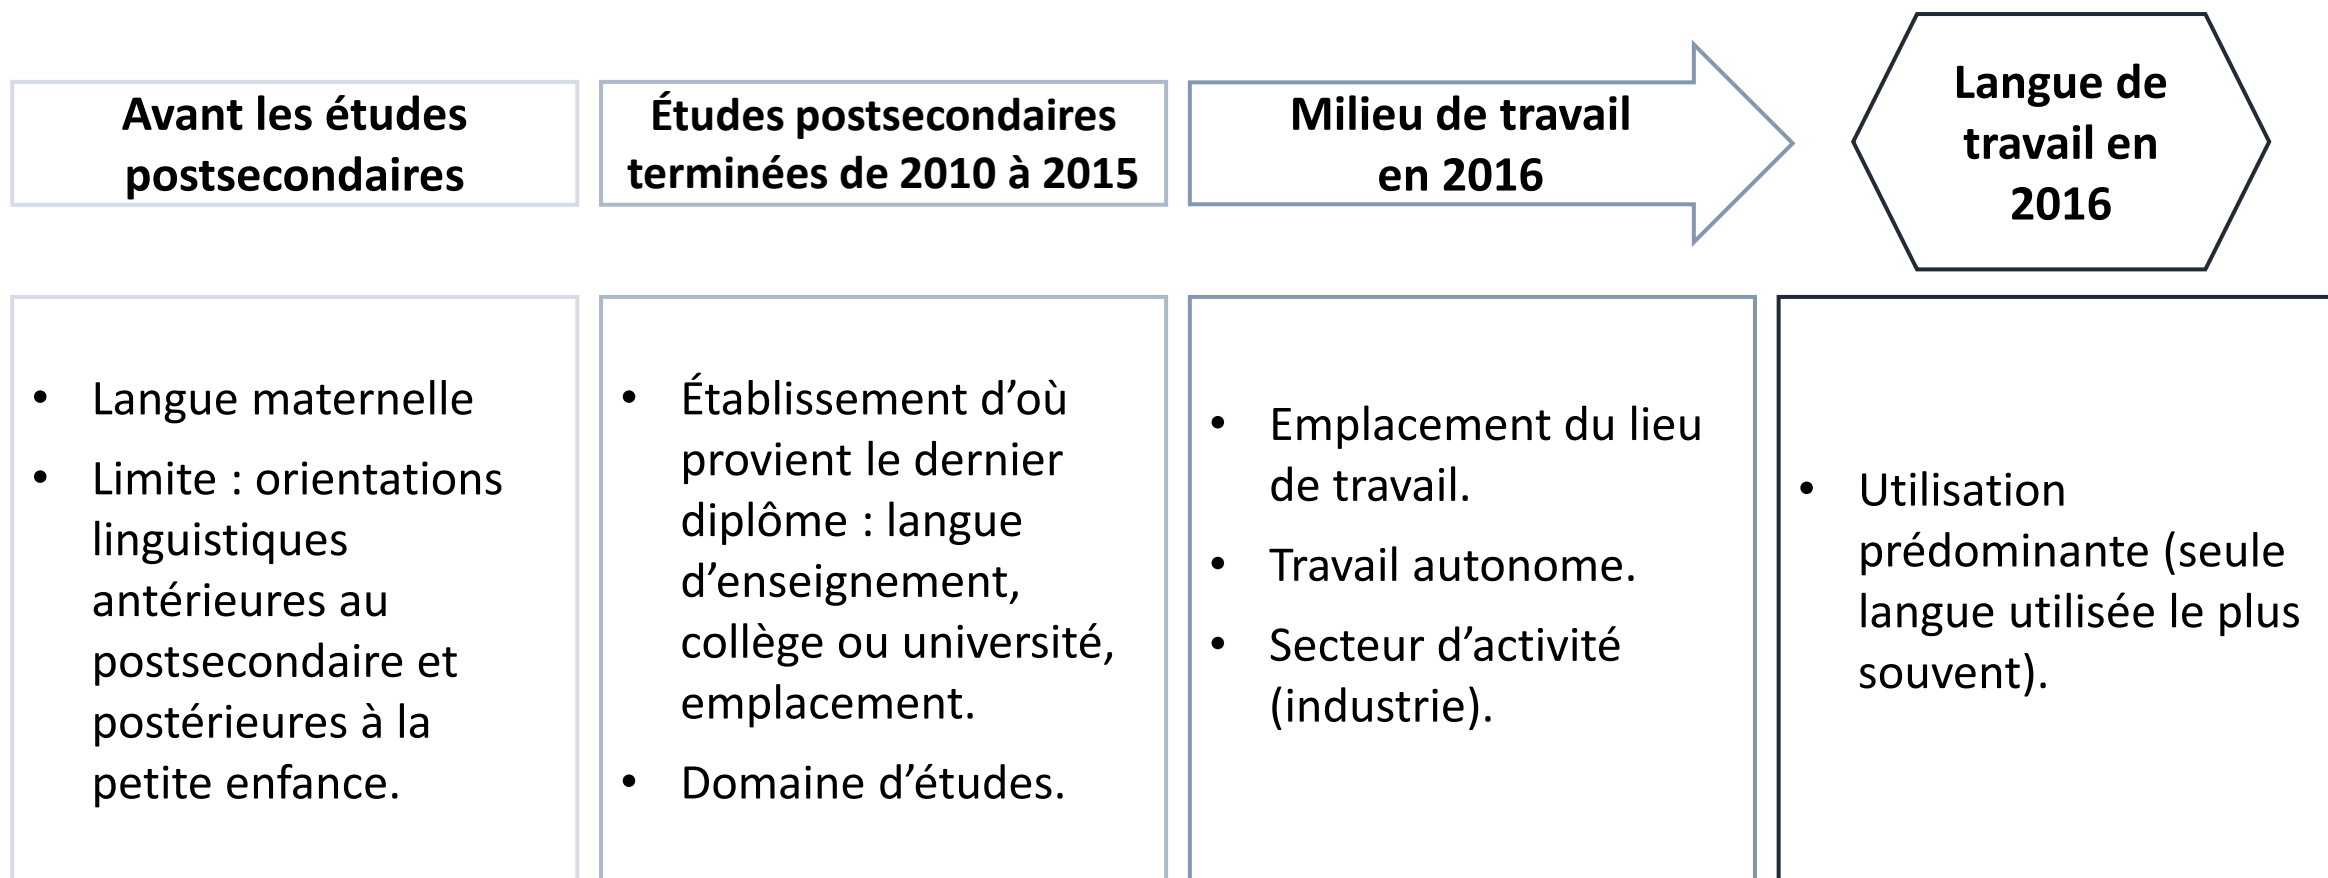 Avant les études
postsecondaires
Études postsecondaires
terminées de 2010 à 2015
Milieu de travail
en 2016
Langue de
travail en
2016
• Langue maternelle
• Limite : orientations
linguistiques
antérieures au
postsecondaire et
postérieures à la
petite enfance.
• Établissement d’où
provient le dernier
diplôme : langue
d’enseignement,
collège ou université,
emplacement.
• Domaine d’études.
• Emplacement du lieu
de travail.
• Travail autonome.
• Secteur d’activité
(industrie).
• Utilisation
prédominante (seule
langue utilisée le plus
souvent).